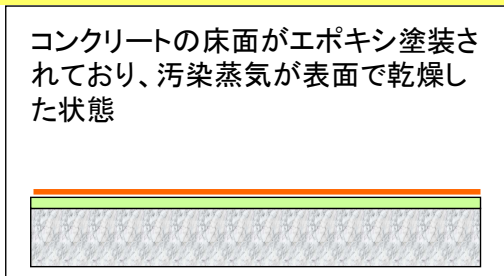 コンクリートの床面がエポキシ塗装さ
れており、汚染蒸気が表面で乾燥し
た状態